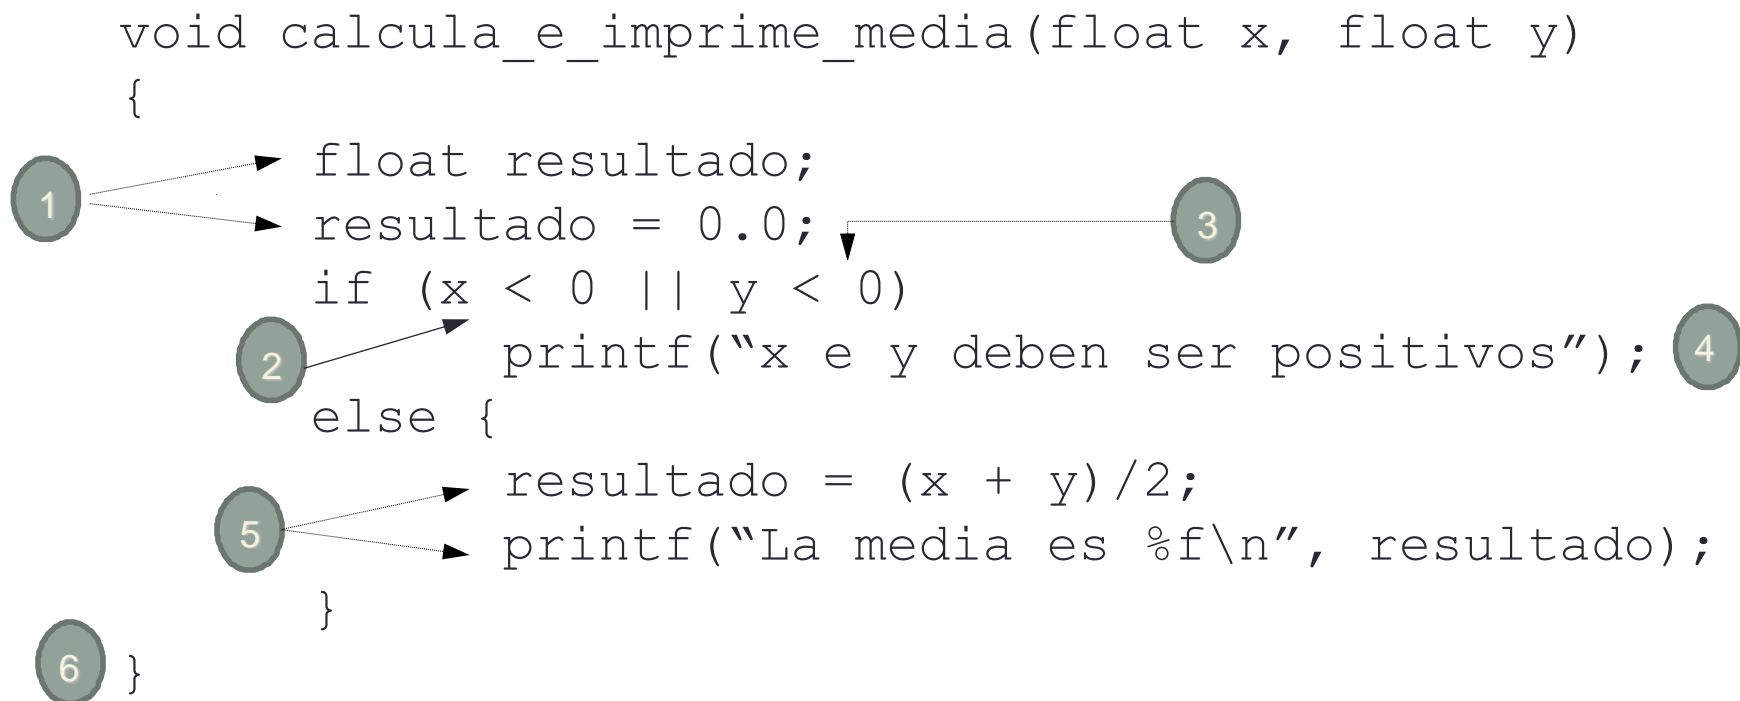 void calcula_e_imprime_media(float x, float y)
{
float resultado;
1
resultado = 0.0;
3
if (x < 0 || y < 0)
2
printf(“x e y deben ser positivos”);
4
else {
resultado = (x + y)/2;
5
printf(“La media es %f\n”, resultado);
}
6
}